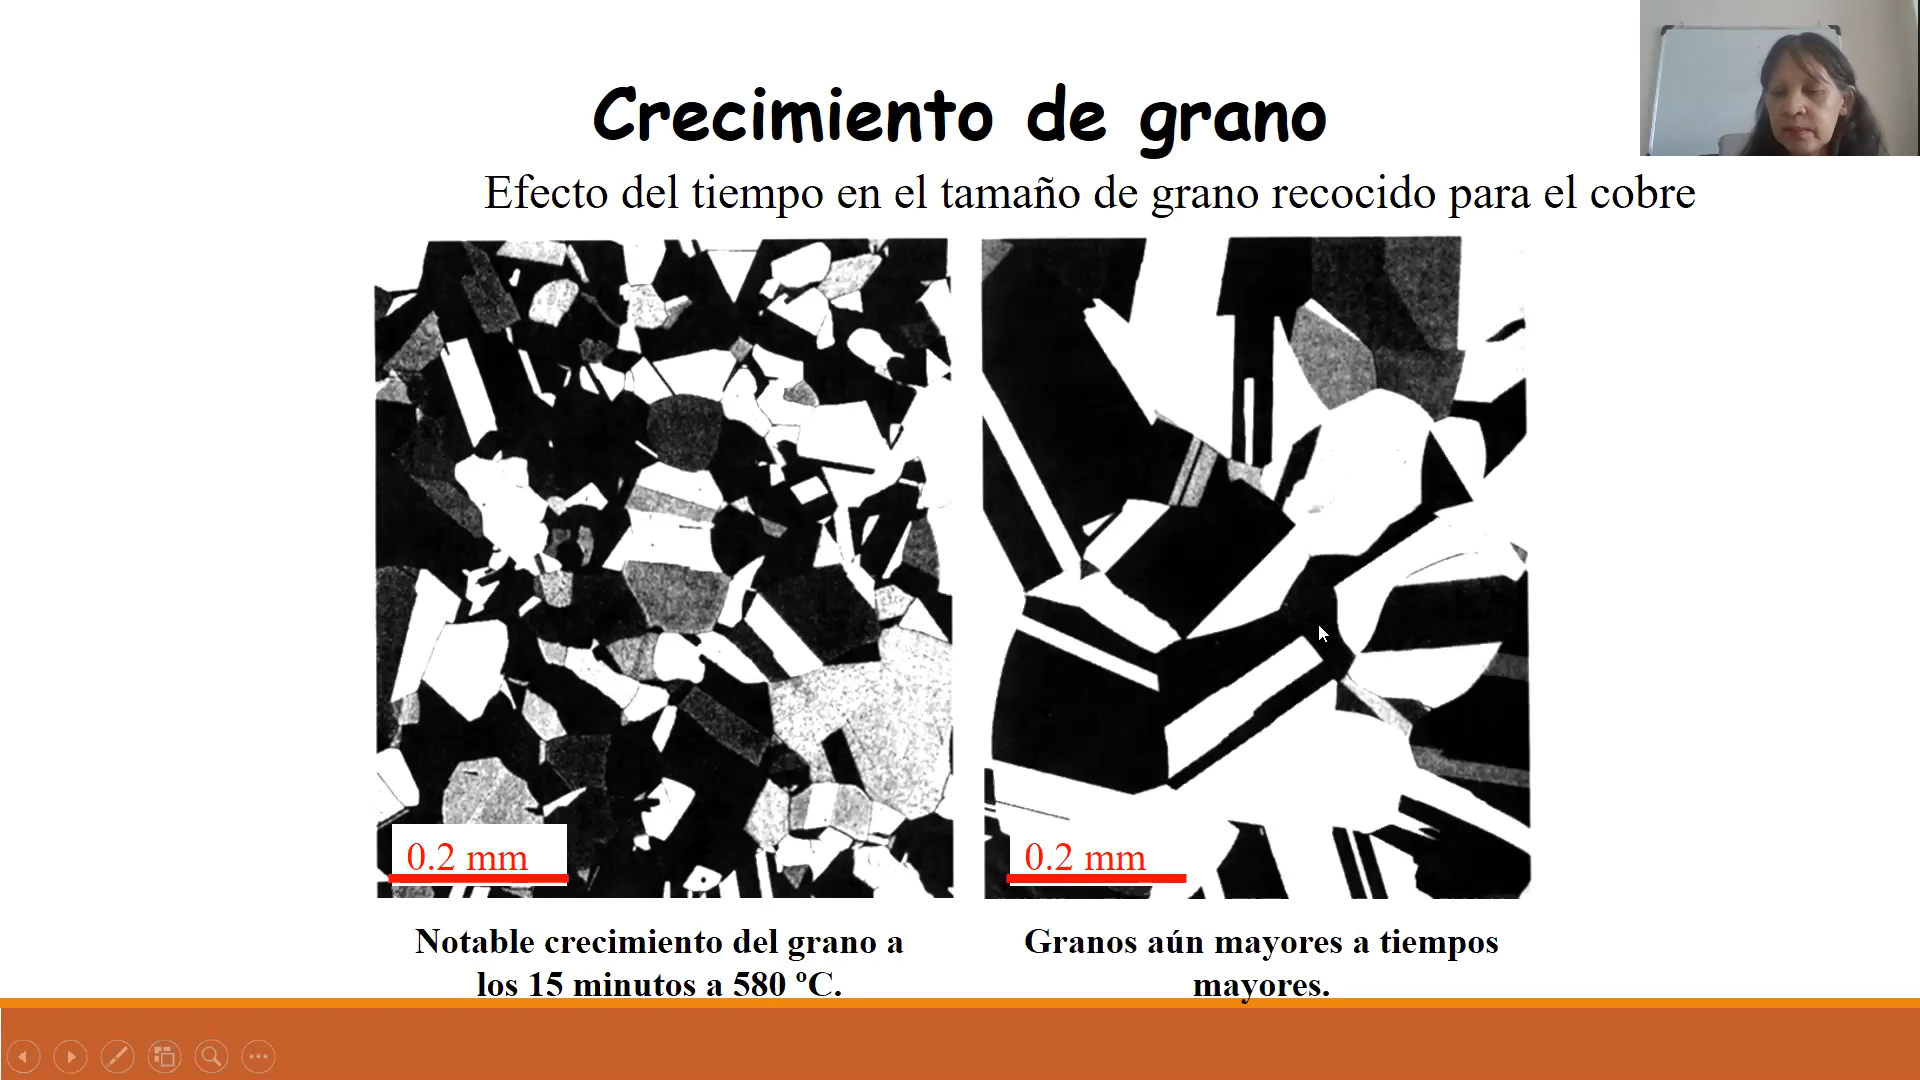 Crecimiento de grano
Efecto del tiempo en el tamaño de grano recocido para el cobre
0.2 mm
0.2 mm
Notable crecimiento del grano a
los 15 minutos a 580 ºC.
Granos aún mayores a tiempos
mayores.